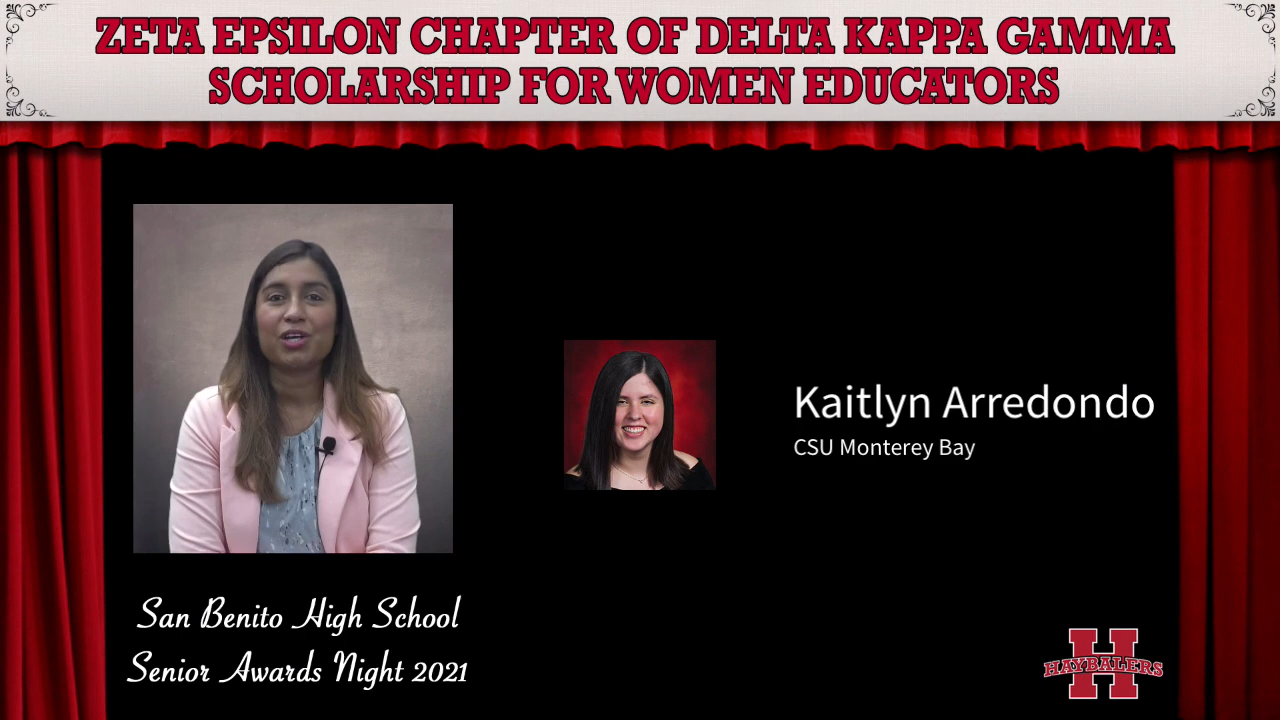 ZETA EPSILON CHAPTER OF DELTA KAPPA GAMMA
SCHOLARSHIP FOR WOMEN EDUCATORS
Kaitlyn Arredondo
CSU Monterey Bay
San Benito High School
Senior Awards Night 2021
H
HAYBALERS